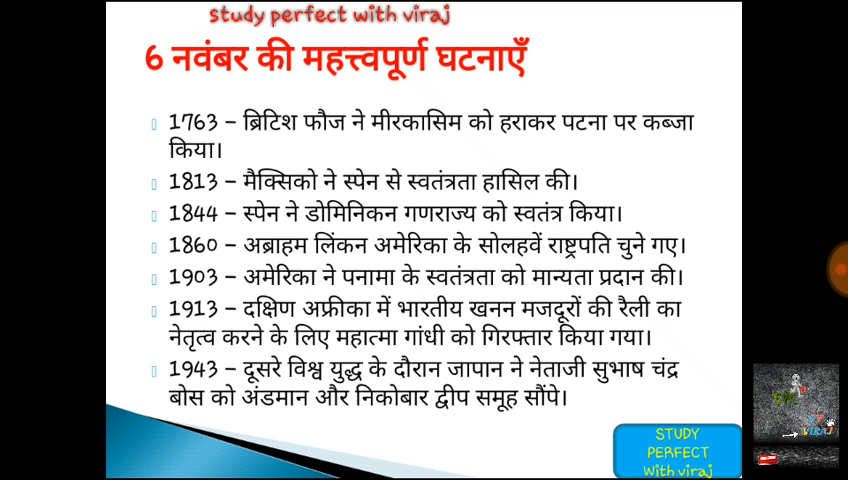 study perfect with viraj
6 नवंबर की महत्त्वपूर्ण घटनाएँ
1763 – ब्रिटिश फौज ने मीरकासिम को हराकर पटना पर कब्जा
किया।
1813 – मैक्सिको ने स्पेन से स्वतंत्रता हासिल की।
1844 – स्पेन ने डोमिनिकन गणराज्य को स्वतंत्र किया।
1860 – अब्राहम लिंकन अमेरिका के सोलहवें राष्ट्रपति चुने गए।
1903 – अमेरिका ने पनामा के स्वतंत्रता को मान्यता प्रदान की।
1913 – दक्षिण अफ्रीका में भारतीय खनन मजदूरों की रैली का
नेतृत्व करने के लिए महात्मा गांधी को गिरफ्तार किया गया।
1943 – दूसरे विश्व युद्ध के दौरान जापान ने नेताजी सुभाष चंद्र
बोस को अंडमान और निकोबार द्वीप समूह सौंपे।
STUDY
PERFECT
With viraj